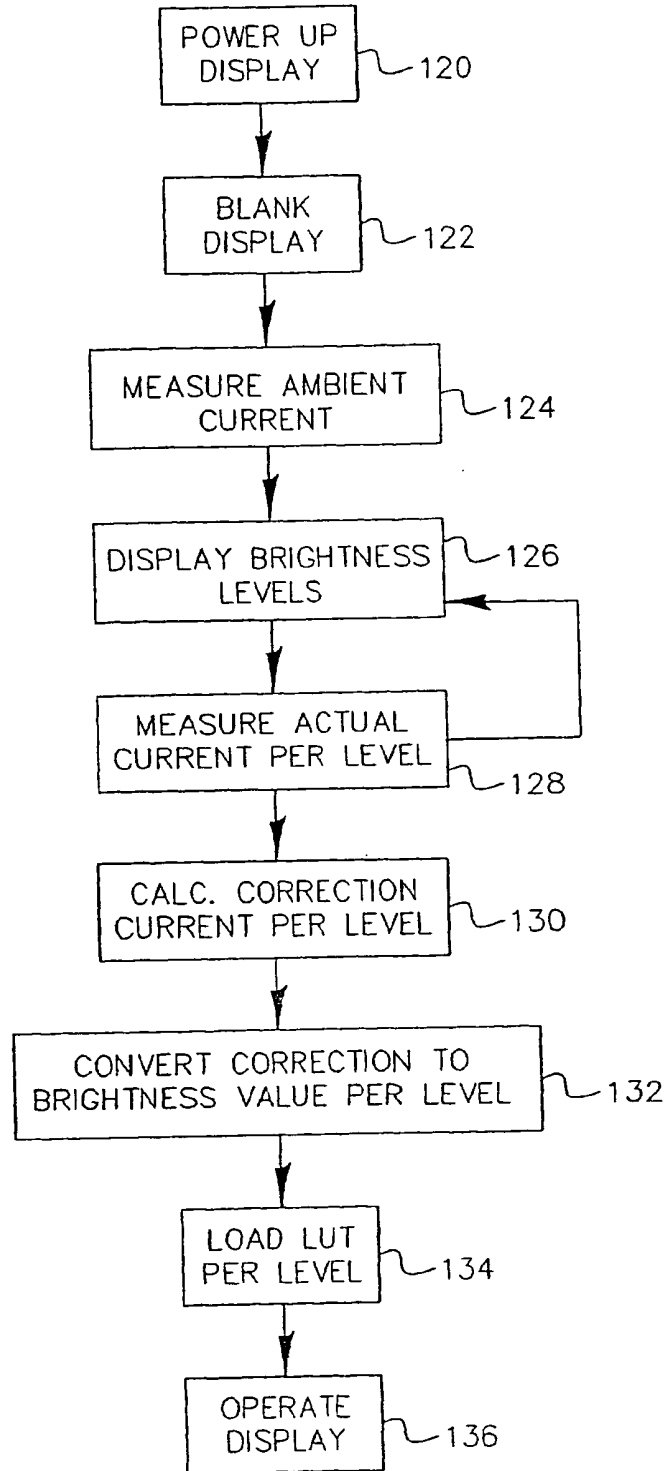 POWER UP
DISPLAY
120
BLANK
DISPLAY
122
MEASURE AMBIENT
CURRENT
124
DISPLAY BRIGHTNESS
LEVELS
126
MEASURE ACTUAL
CURRENT PER LEVEL
128
CALC. CORRECTION
CURRENT PER LEVEL
130
CONVERT CORRECTION TO
BRIGHTNESS VALUE PER LEVEL
132
LOAD LUT
PER LEVEL
134
OPERATE
DISPLAY
136